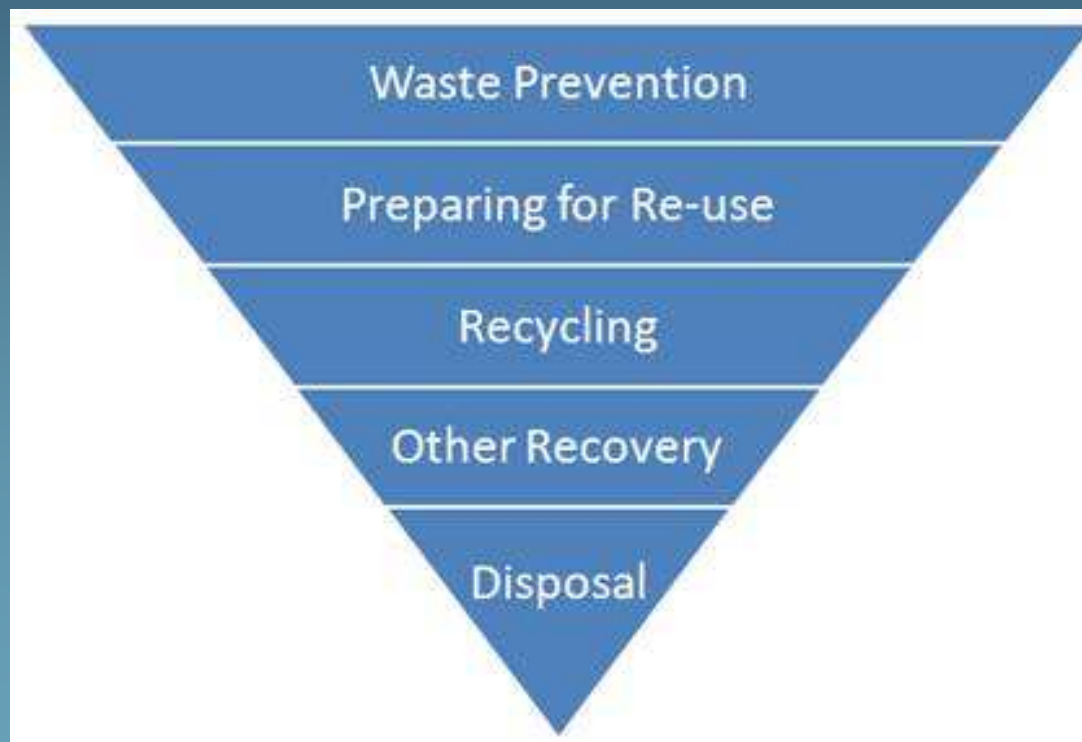 Waste Prevention
Preparing for Re-use
Recycling
Other Recovery
Disposal